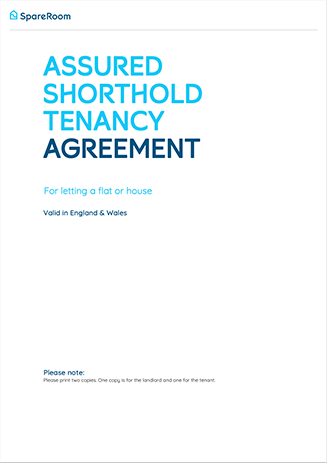 SpareRoom
ASSURED
SHORTHOLD
TENANCY
AGREEMENT
For letting a flat or house
Valid in England & Wales
Please note:
Please print two copies. One copy is for the landlord and one for the tenant.